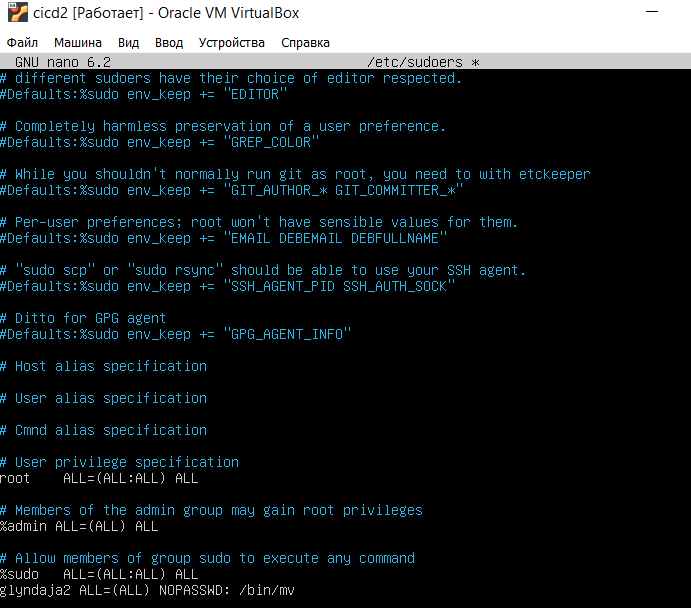 cicd2 [Работает] - Oracle VM VirtualBox
Файл Машина Вид Ввод Устройства Справка
GNU nano 6.2 /etc/sudoers *
# different sudoers have their choice of editor respected.
#Defaults:%sudo env_keep += "EDITOR"
# Completely harmless preservation of a user preference.
#Defaults:%sudo env_keep += "GREP_COLOR"
# While you shouldn't normally run git as root, you need to with etckeeper
#Defaults:%sudo env_keep += "GIT_AUTHOR_* GIT_COMMITTER_*"
# Per-user preferences; root won't have sensible values for them.
#Defaults:%sudo env_keep += "EMAIL DEBEMAIL DEBFULLNAME"
# "sudo scp" or "sudo rsync" should be able to use your SSH agent.
#Defaults:%sudo env_keep += "SSH_AGENT_PID SSH_AUTH_SOCK"
# Ditto for GPG agent
#Defaults:%sudo env_keep += "GPG_AGENT_INFO"
# Host alias specification
# User alias specification
# Cmnd alias specification
# User privilege specification
root ALL=(ALL:ALL) ALL
# Members of the admin group may gain root privileges
%admin ALL=(ALL) ALL
# Allow members of group sudo to execute any command
%sudo ALL=(ALL:ALL) ALL
glyndaja2 ALL=(ALL) NOPASSWD: /bin/mv